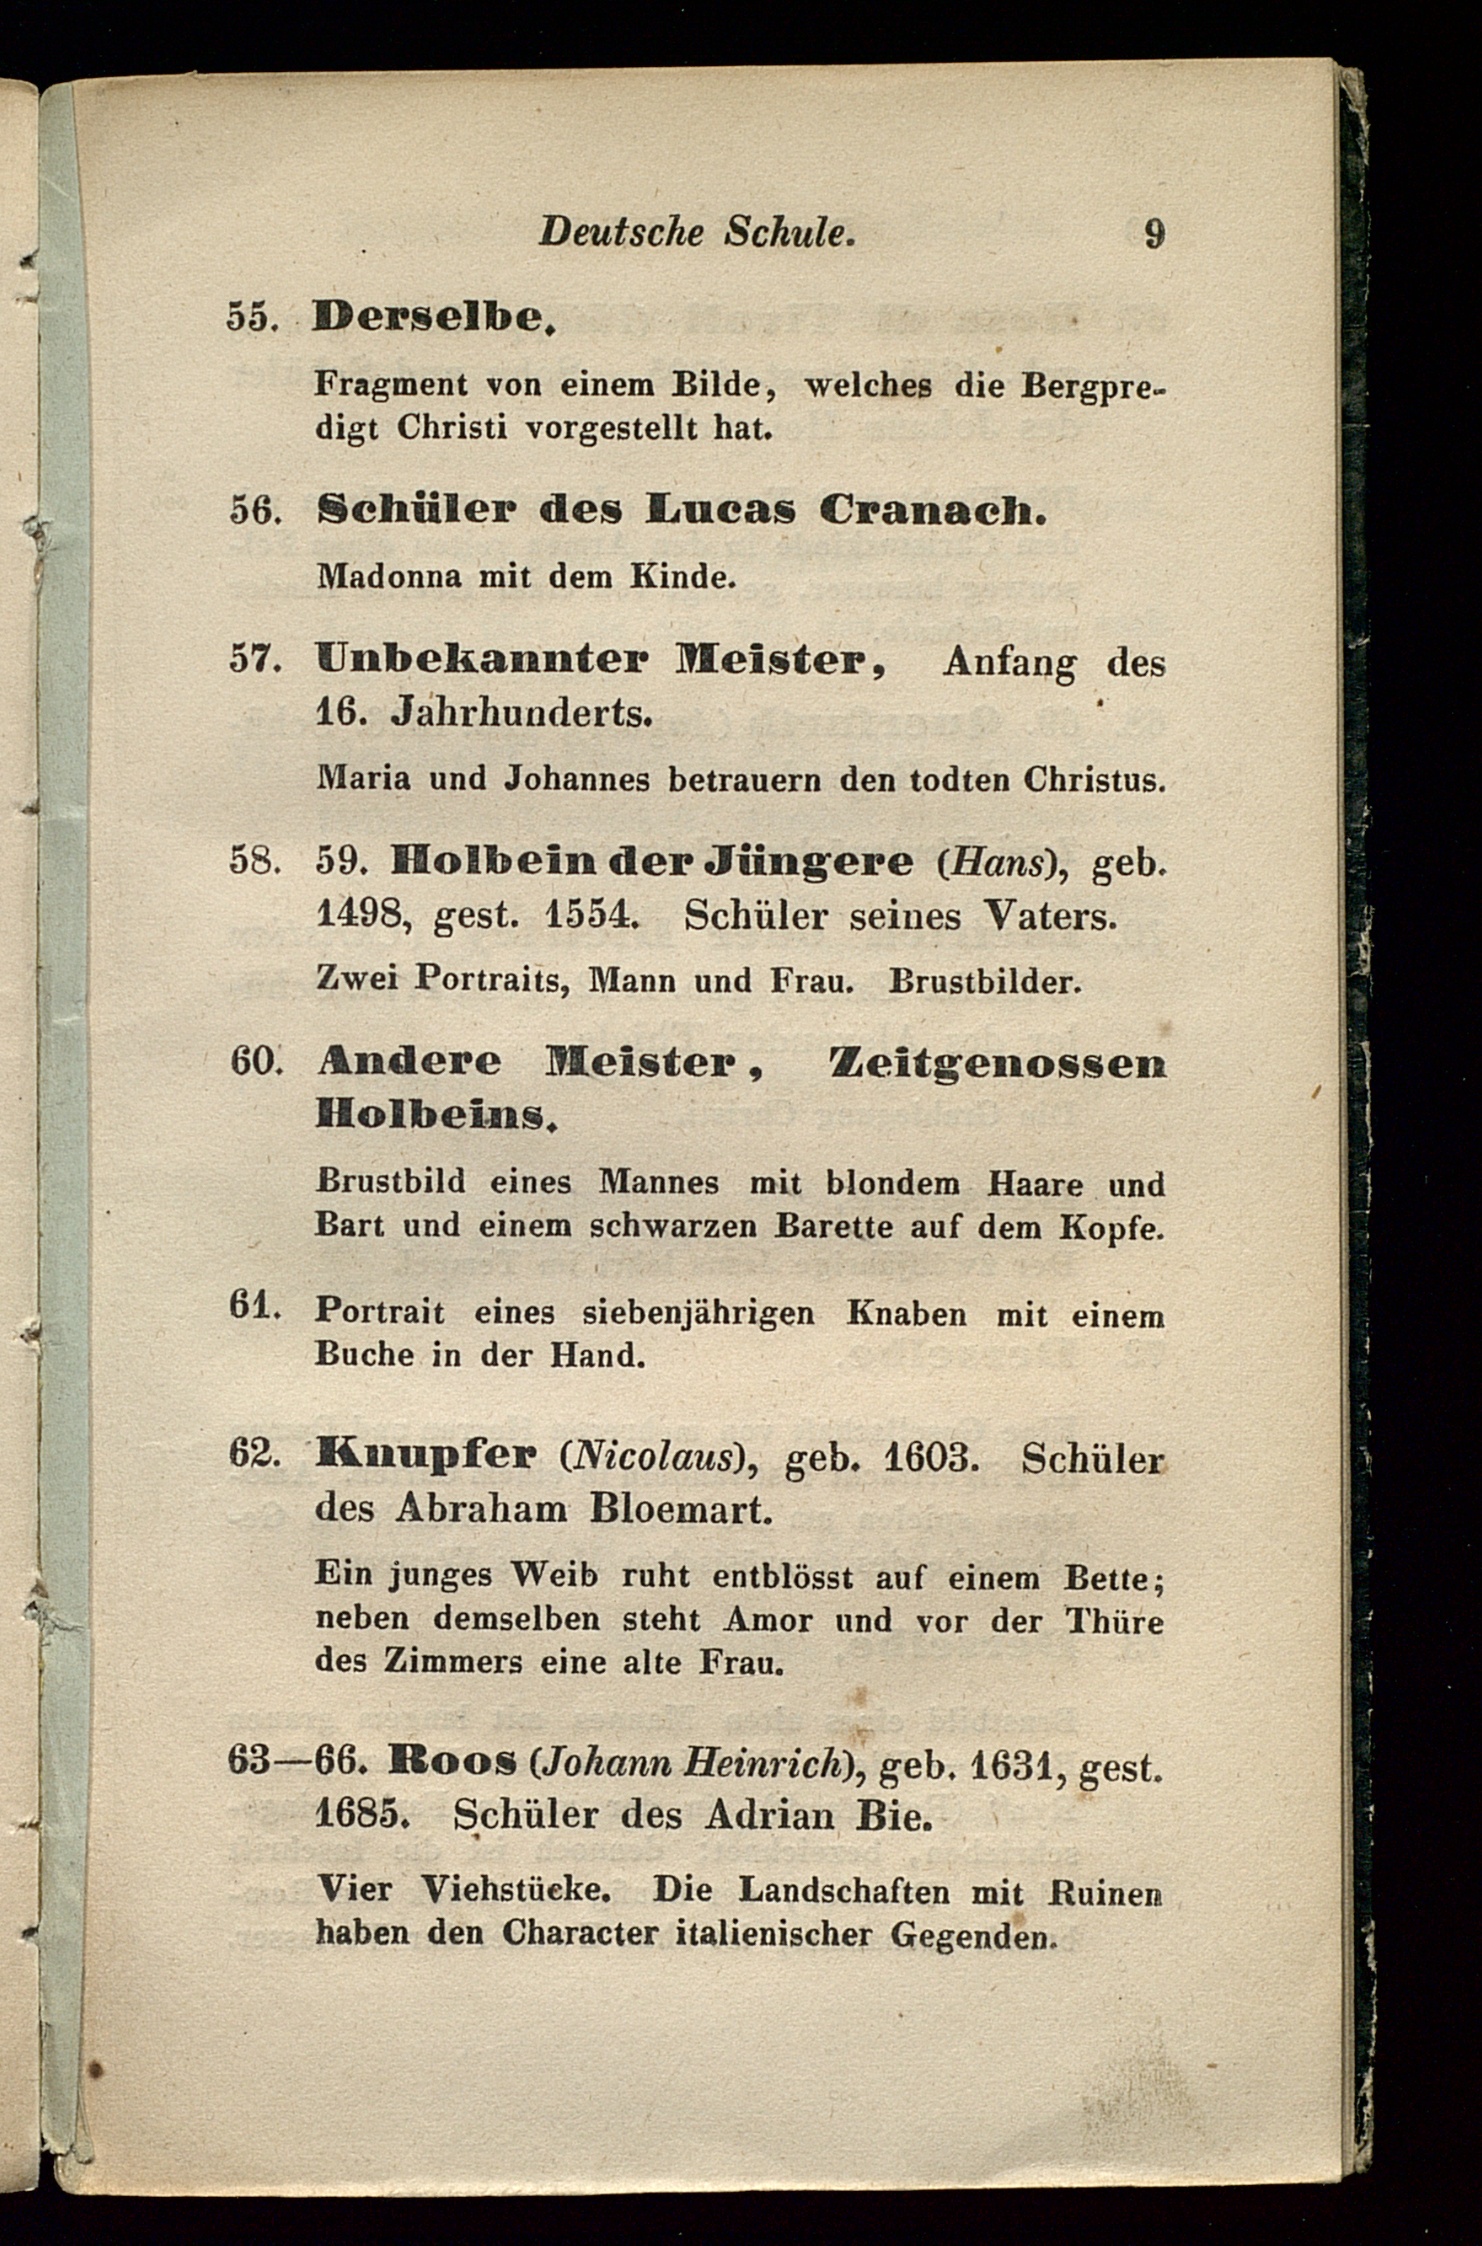 Deutsche Schule. 9
55. Derselbe.
Fragment von einem Bilde, welches die Bergpre-
digt Christi vorgestellt hat.
56. Schüler des Lucas Cranach.
Madonna mit dem Kinde.
57. Unbekannter Meister, Anfang des
16. Jahrhunderts.
Maria und Johannes betrauern den todten Christus.
58. 59. Holbein der Jüngere (Hans), geb.
1498, gest. 1554. Schüler seines Vaters.
Zwei Portraits, Mann und Frau. Brustbilder.
60. Andere Meister, Zeitgenossen
Holbeins.
Brustbild eines Mannes mit blondem Haare und
Bart und einem schwarzen Barette auf dem Kopfe.
61. Portrait eines siebenjährigen Knaben mit einem
Buche in der Hand.
62. Knupfer (Nicolaus), geb. 1603. Schüler
des Abraham Bloemart.
Ein junges Weib ruht entblösst auf einem Bette;
neben demselben steht Amor und vor der Thüre
des Zimmers eine alte Frau.
63—66. Roos (Johann Heinrich), geb. 1631, gest.
1685. Schüler des Adrian Bie.
Vier Viehstücke. Die Landschaften mit Ruinen
haben den Character italienischer Gegenden.